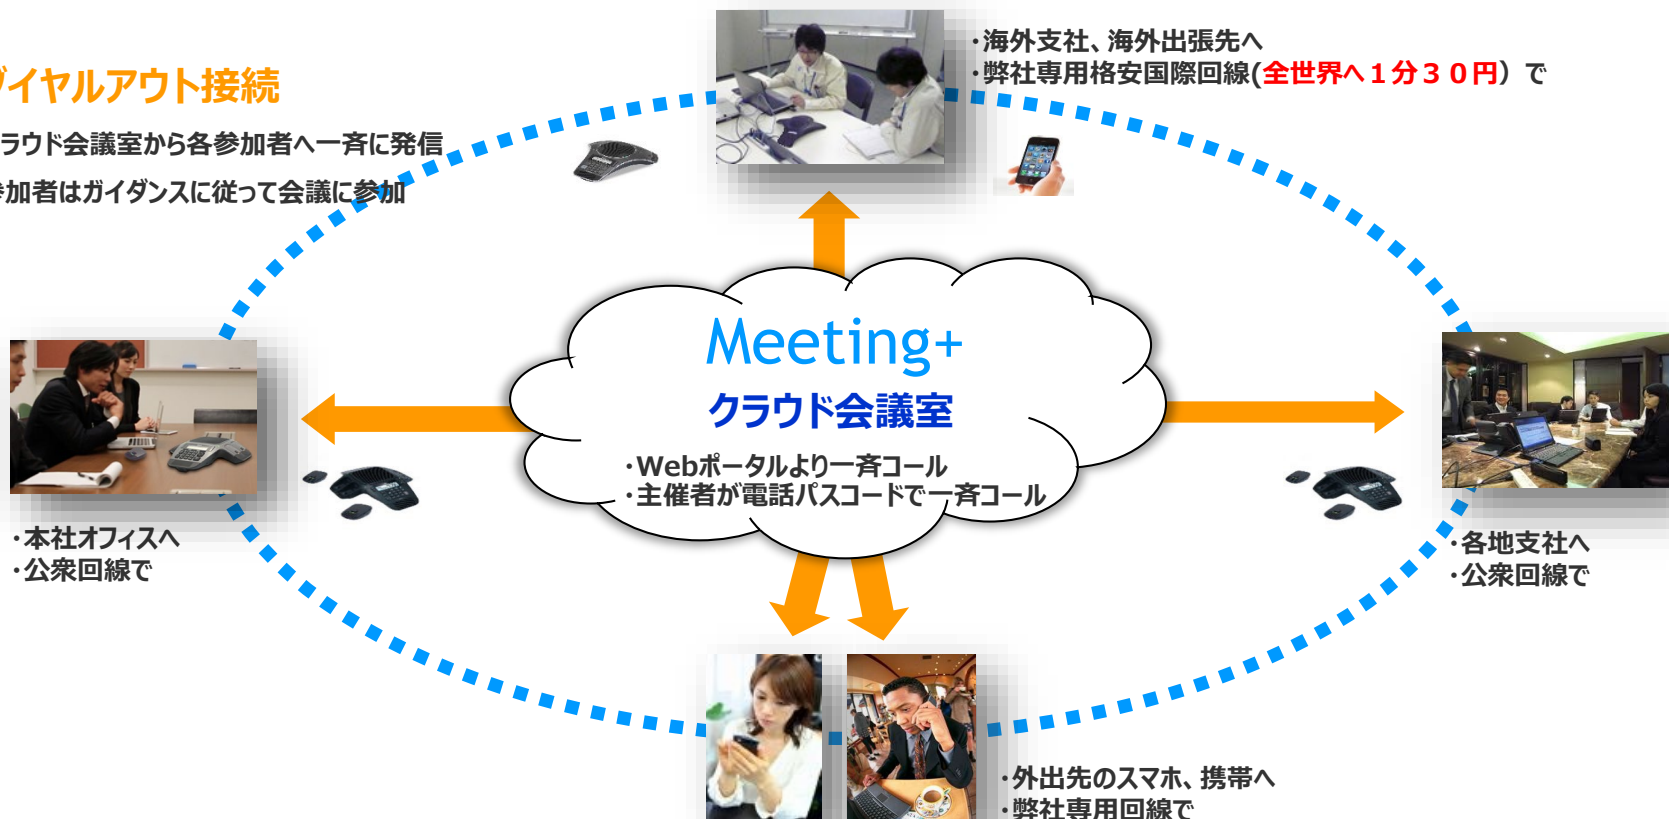 ダイヤルアウト接続
ラウド会議室から各参加者へ一斉に発信
参加者はガイダンスに従って会議に参加
・海外支社、海外出張先へ
・弊社専用格安国際回線(全世界へ１分３０円）で
Meeting+
クラウド会議室
・Webポータルより一斉コール
・主催者が電話パスコードで一斉コール
・本社オフィスへ
・公衆回線で
・各地支社へ
・公衆回線で
・外出先のスマホ、携帯へ
・弊社専用回線で